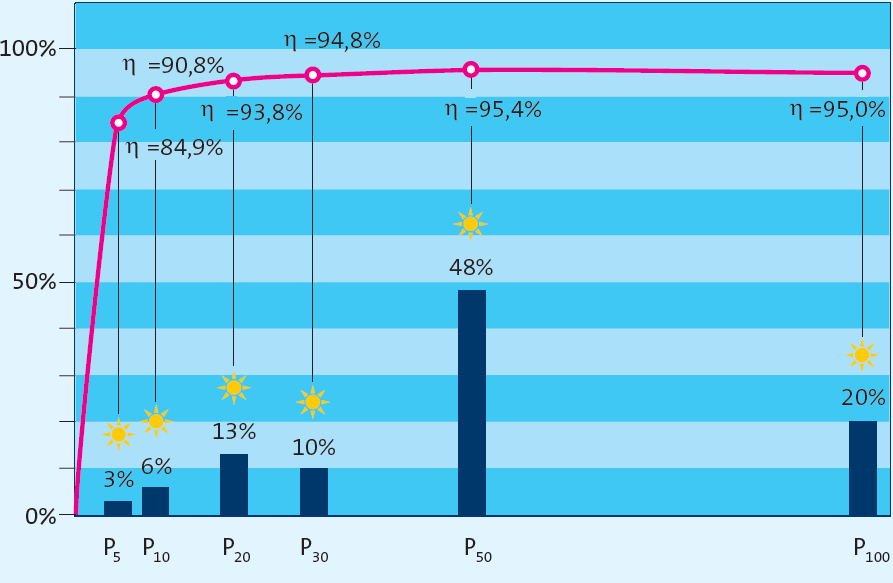 100%
η =94,8%
η =90,8%
η =93,8%
η =95,4%
η =95,0%
η =84,9%
48%
50%
20%
13%
10%
6%
3%
0%
P5 P10 P20 P30 P50 P100